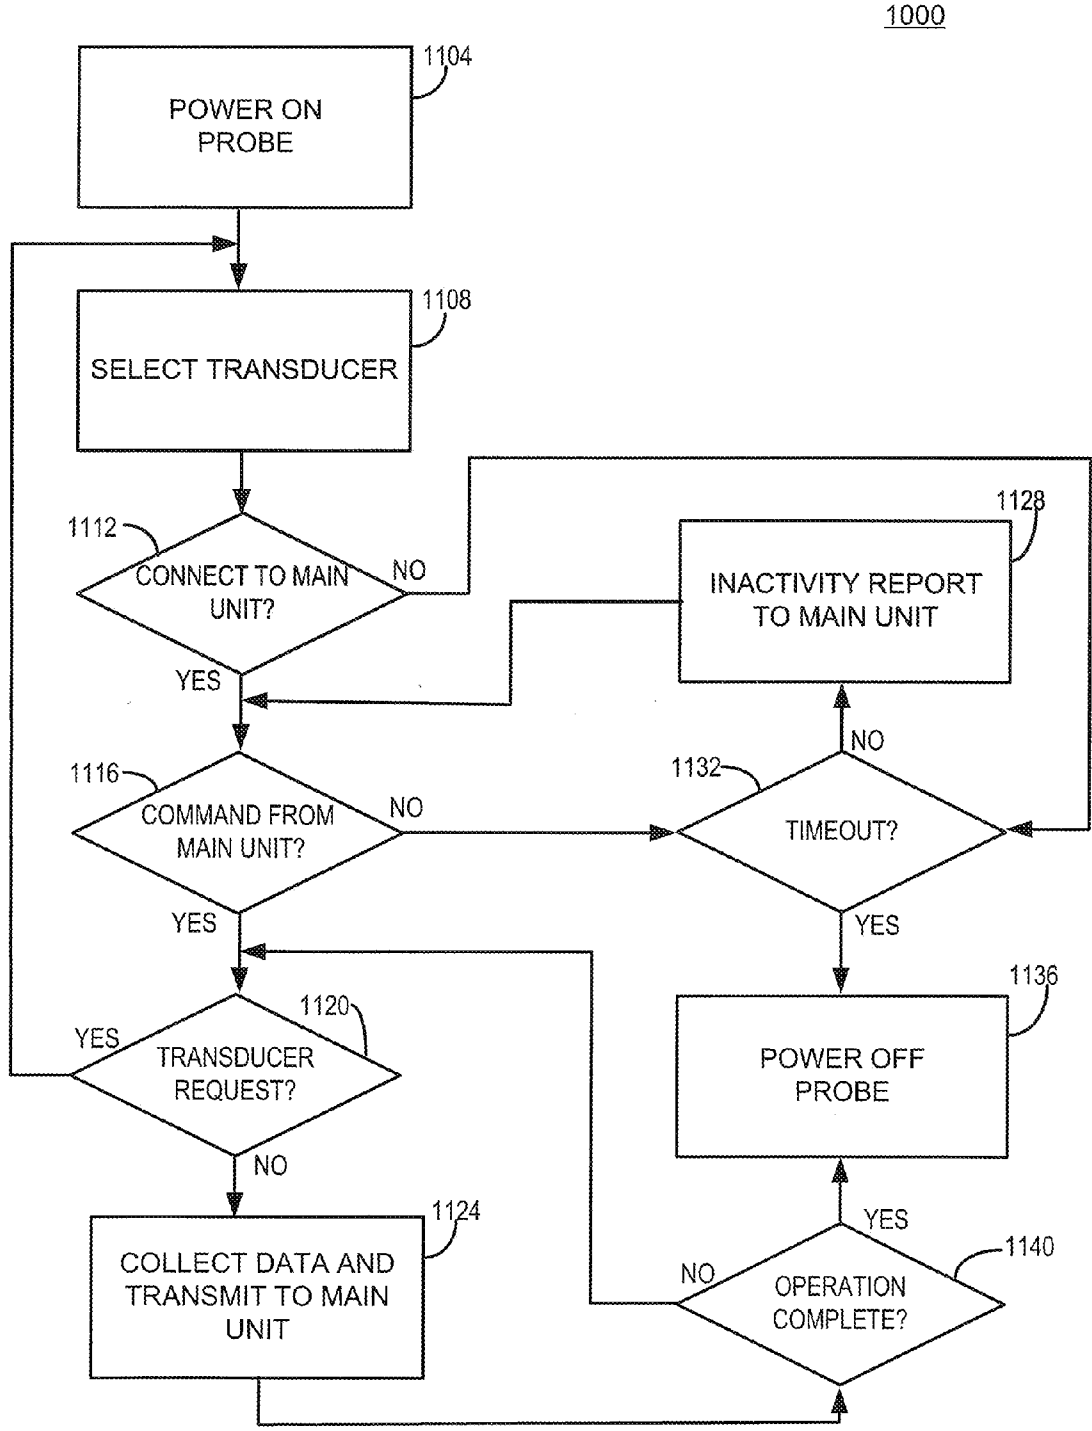 1000
1104
POWER ON
PROBE
1108
SELECT TRANSDUCER
1112
CONNECT TO MAIN
UNIT?
NO
YES
1128
INACTIVITY REPORT
TO MAIN UNIT
NO
1116
COMMAND FROM
MAIN UNIT?
NO
YES
1132
TIMEOUT?
YES
1120
YES
TRANSDUCER
REQUEST?
NO
1136
POWER OFF
PROBE
1124
COLLECT DATA AND
TRANSMIT TO MAIN
UNIT
YES
1140
NO
OPERATION
COMPLETE?